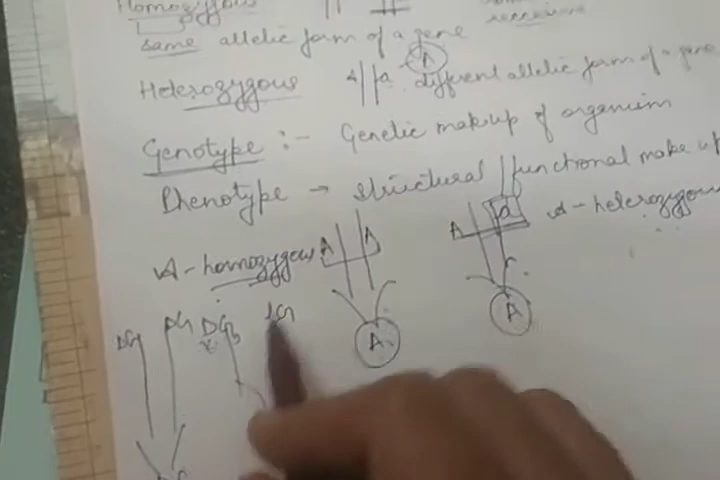 Homozygous
same allelic form of a gene
Heterozygous A a A different allelic form of a gene
Genotype :- Genetic makeup of organism
Phenotype → structural / functional make up
A - homozygous A A A a A - heterozygous
A A